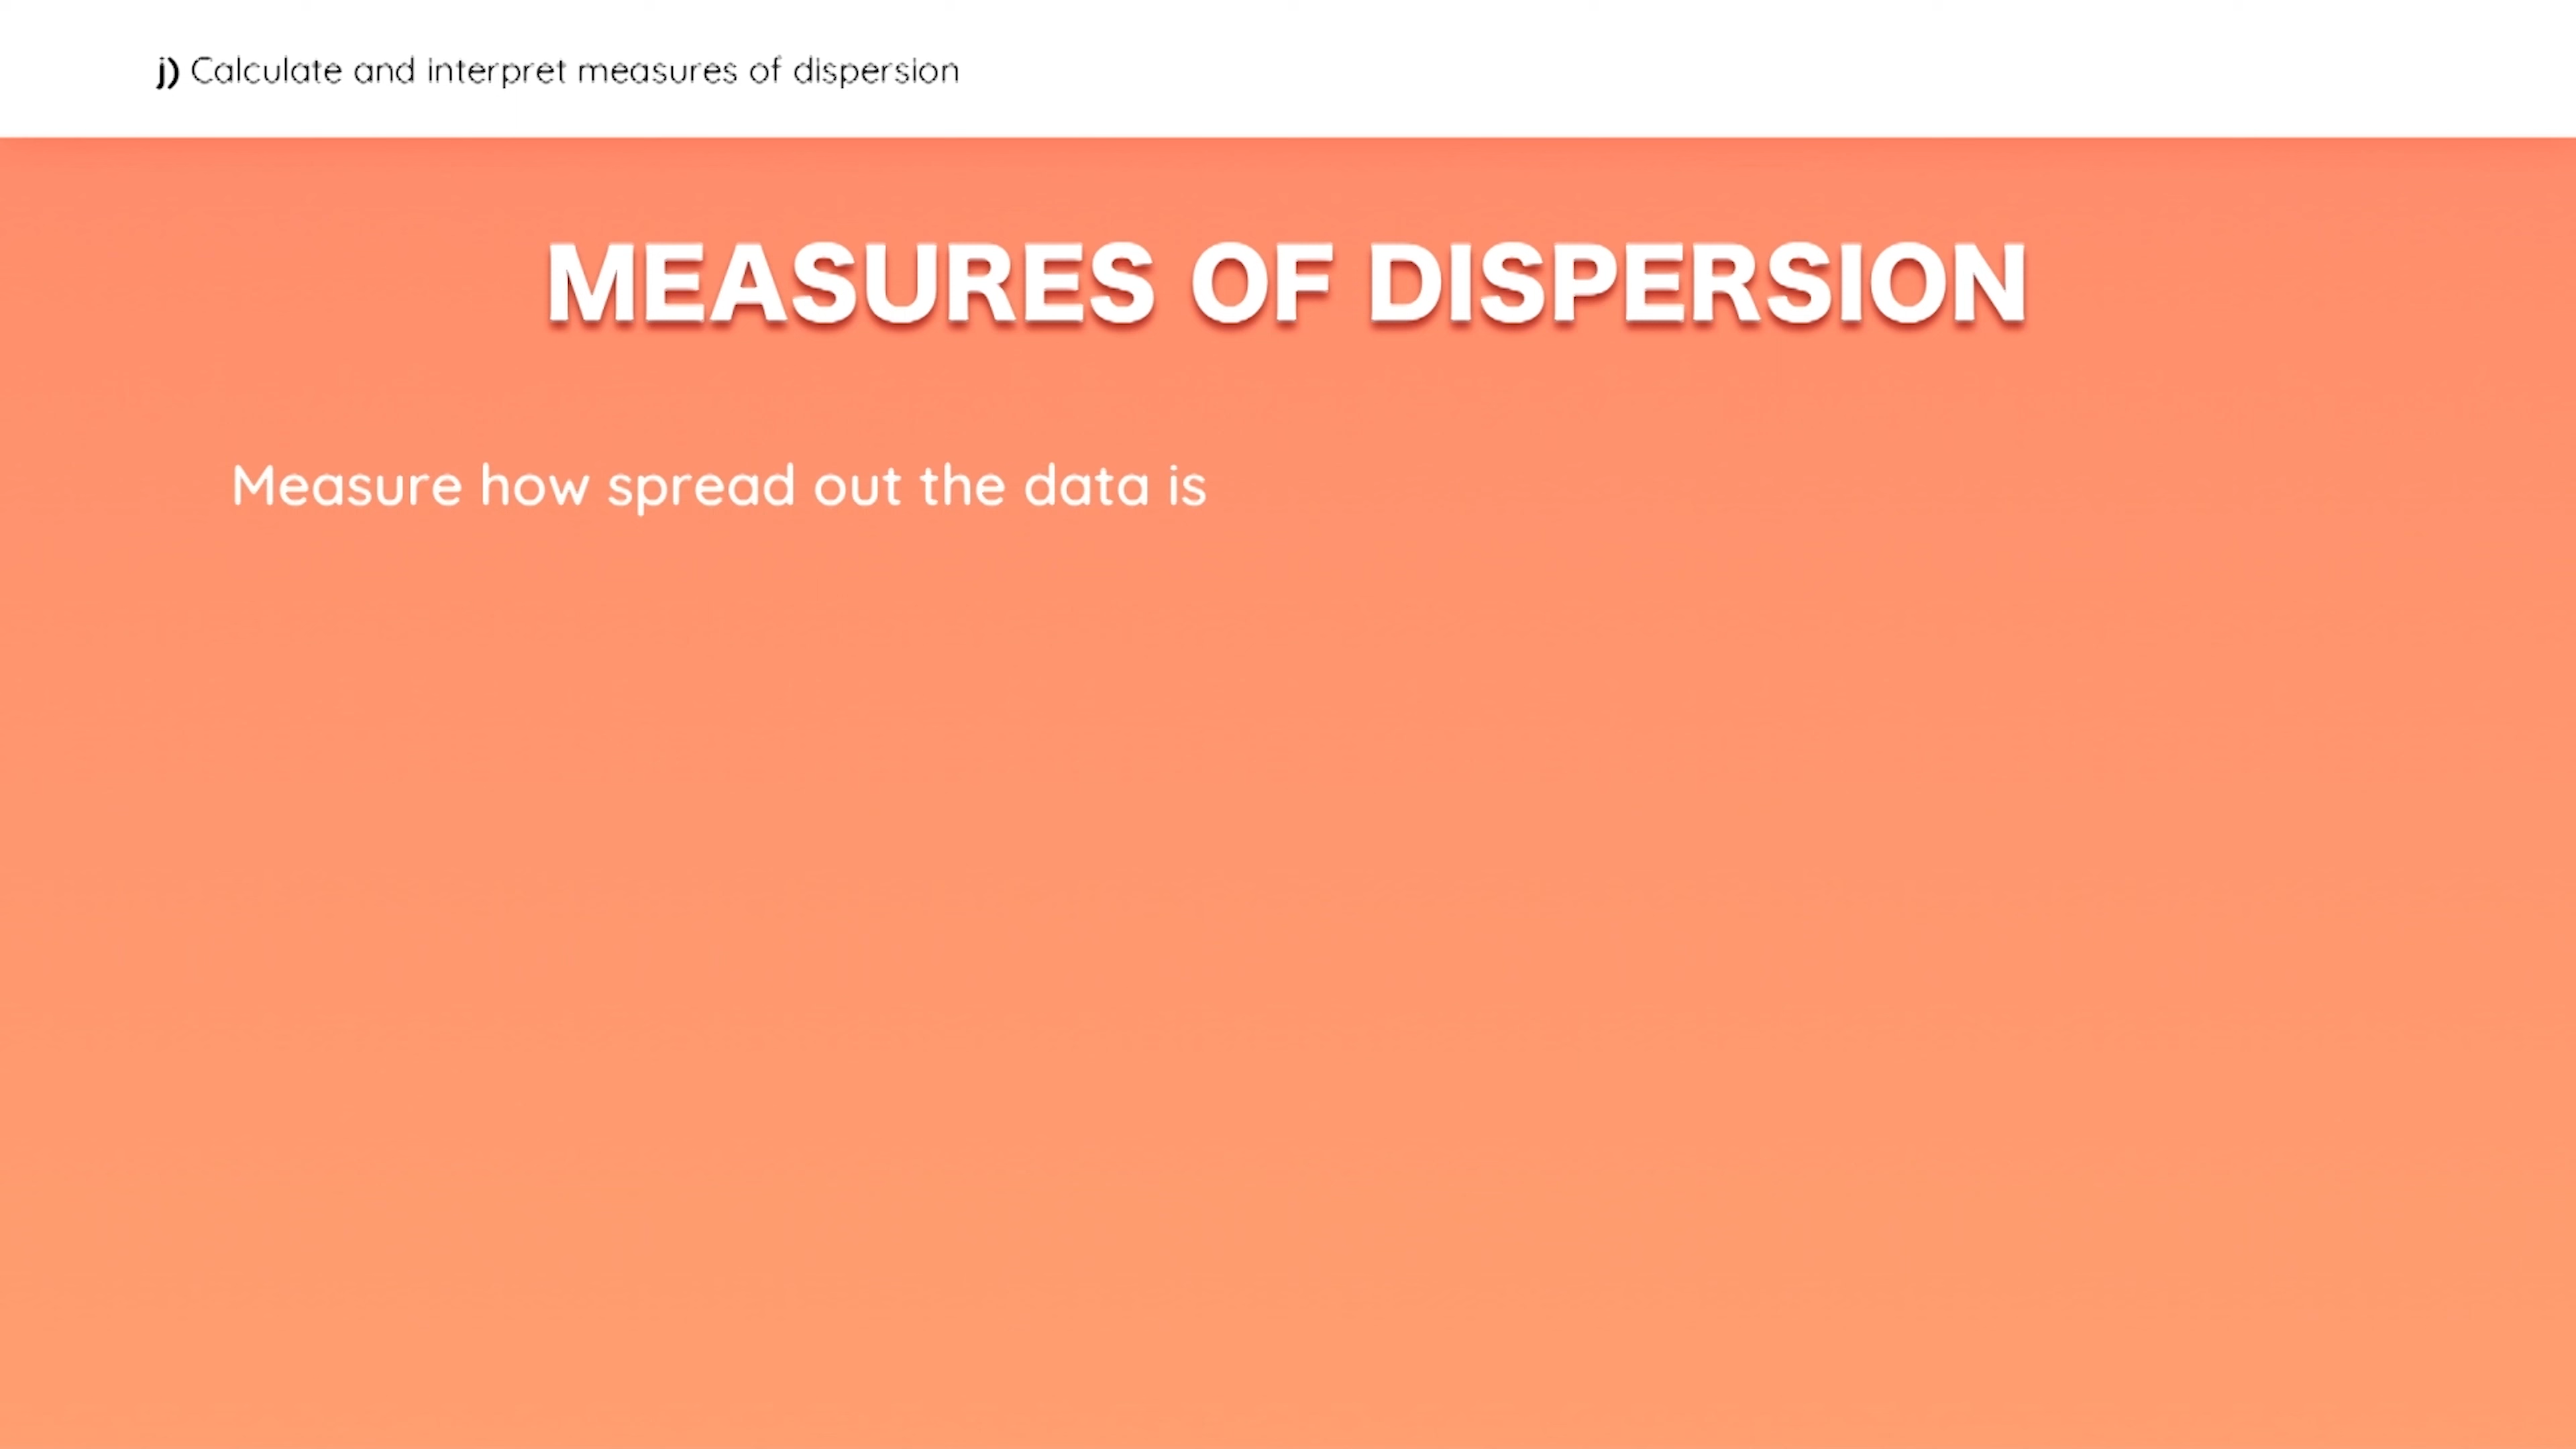 j) Calculate and interpret measures of dispersion
MEASURES OF DISPERSION
Measure how spread out the data is